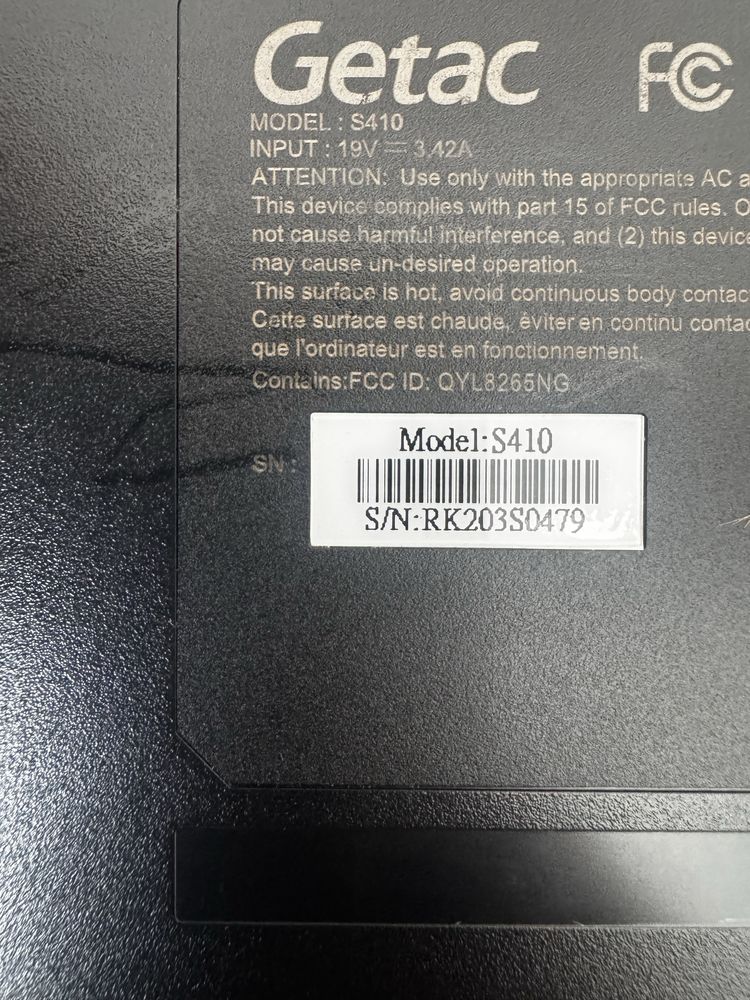 Getac FC
MODEL : S410
INPUT : 19V ⎓ 3.42A
ATTENTION: Use only with the appropriate AC a
This device complies with part 15 of FCC rules. O
not cause harmful interference, and (2) this device
may cause un-desired operation.
This surface is hot, avoid continuous body contac
Cette surface est chaude, éviter en continu contac
que l'ordinateur est en fonctionnement.
Contains:FCC ID: QYL8265NG
Model:S410
SN :
S/N:RK203S0479